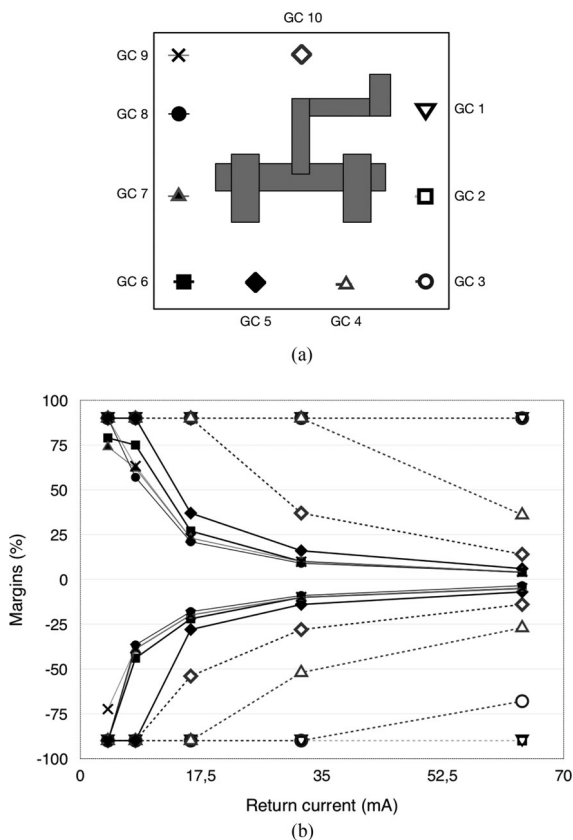 GC 10
GC 9
GC 8
GC 1
GC 7
GC 2
GC 6
GC 3
GC 5
GC 4
(a)
100
75
50
25
0
-25
-50
-75
-100
Margins (%)
0
17,5
35
52,5
70
Return current (mA)
(b)